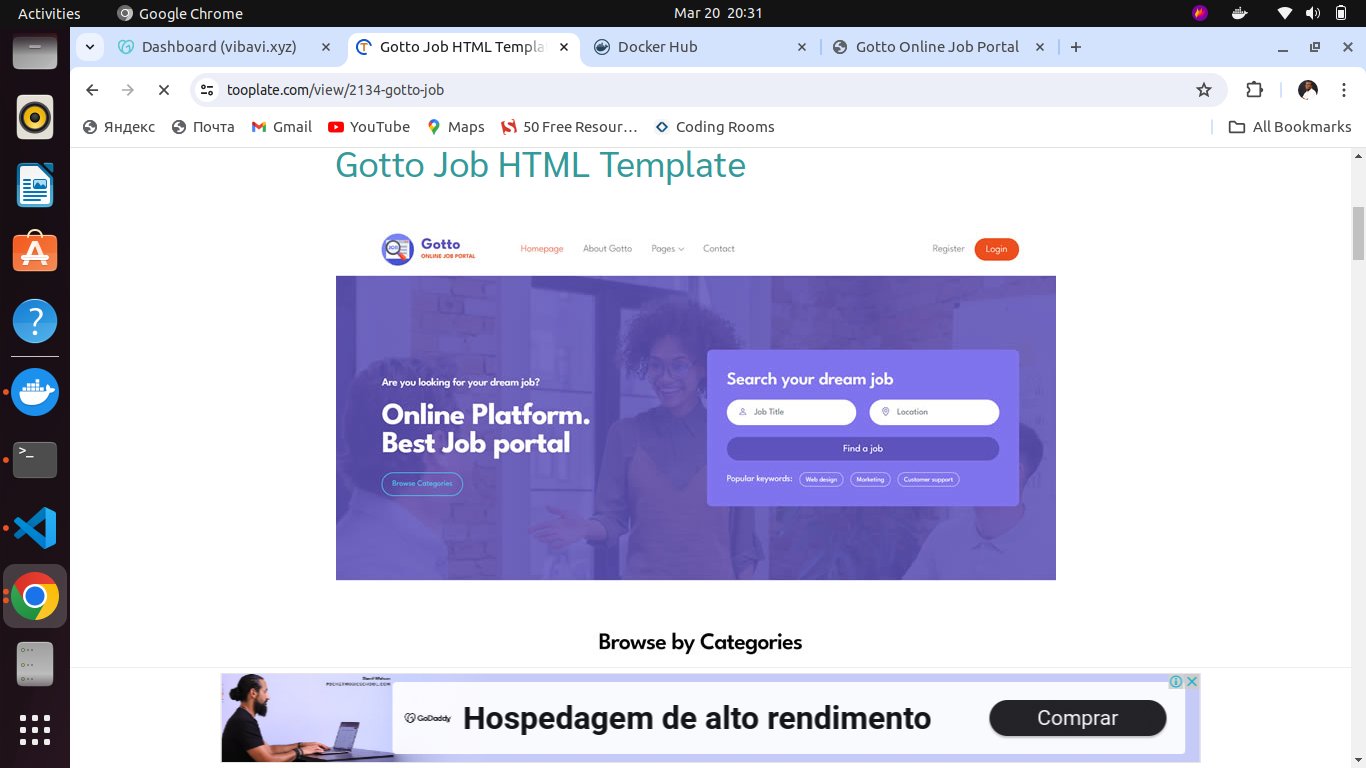 Activities
Google Chrome
Mar 20 20:31
Dashboard (vibavi.xyz)
Gotto Job HTML Templa
Docker Hub
Gotto Online Job Portal
tooplate.com/view/2134-gotto-job
Яндекс
Почта
Gmail
YouTube
Maps
50 Free Resour…
Coding Rooms
All Bookmarks
Gotto Job HTML Template
Gotto
ONLINE JOB PORTAL
Homepage
About Gotto
Pages
Contact
Register
Login
Are you looking for your dream job?
Online Platform.
Best Job portal
Browse Categories
Search your dream job
Job Title
Location
Find a job
Popular keywords:
Web design
Marketing
Customer support
Browse by Categories
GoDaddy
Hospedagem de alto rendimento
Comprar